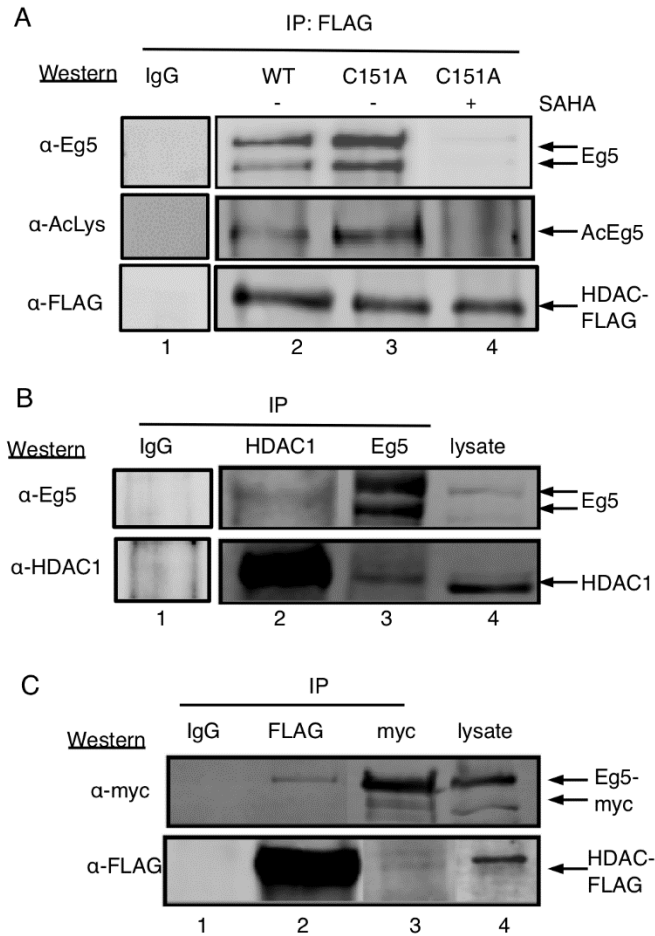 A
IP: FLAG
Western IgG WT C151A C151A
- - + SAHA
α-Eg5 Eg5
α-AcLys AcEg5
α-FLAG HDAC-
FLAG
1 2 3 4
B
IP
Western IgG HDAC1 Eg5 lysate
α-Eg5 Eg5
α-HDAC1 HDAC1
1 2 3 4
C
IP
Western IgG FLAG myc lysate
α-myc Eg5-
myc
α-FLAG HDAC-
FLAG
1 2 3 4